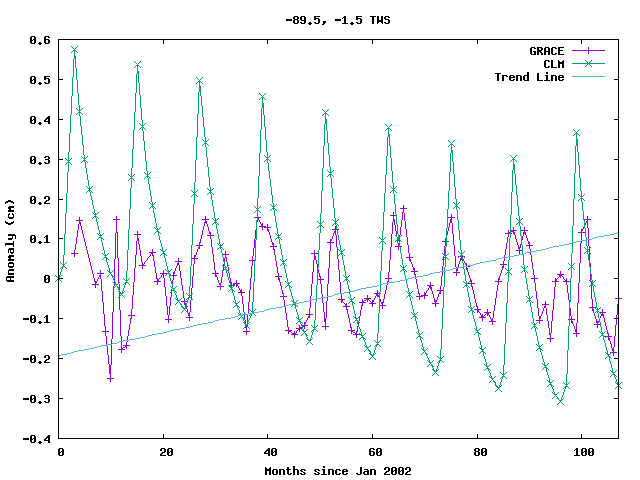 -89.5, -1.5 TWS
GRACE
CLM
Trend Line
0.6
0.5
0.4
0.3
0.2
0.1
0
-0.1
-0.2
-0.3
-0.4
Anomaly (cm)
0 20 40 60 80 100
Months since Jan 2002